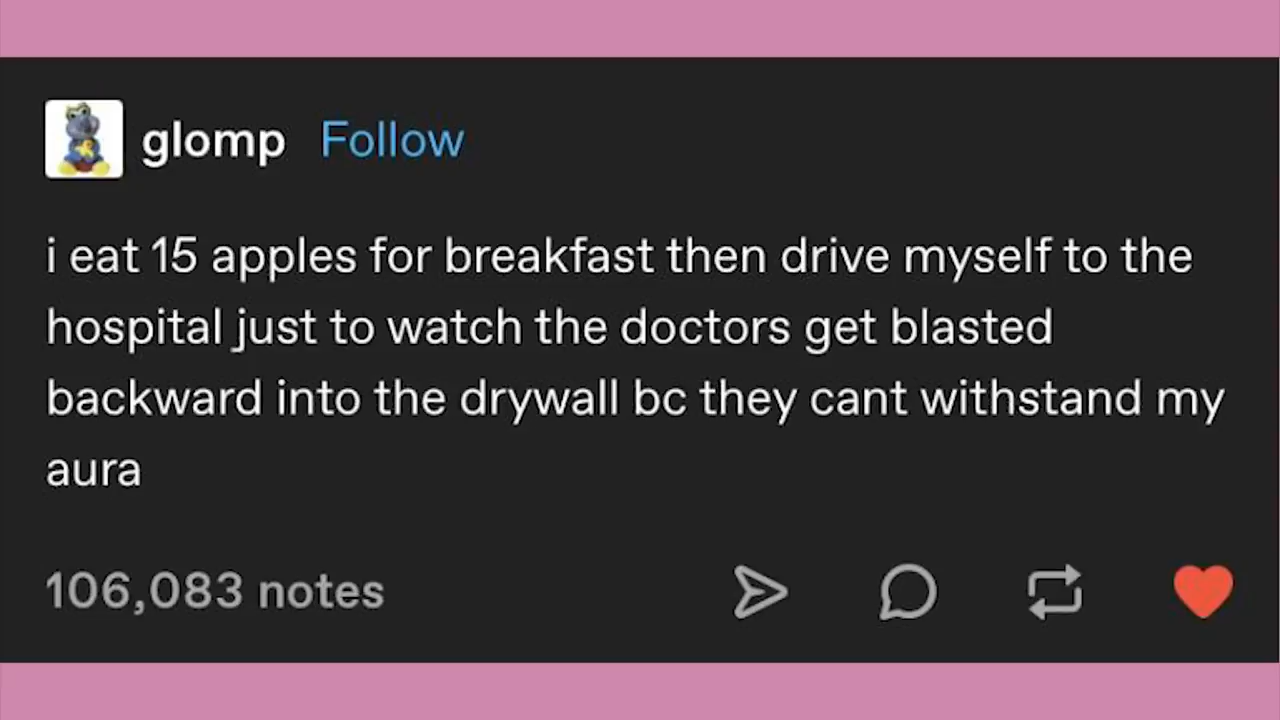 glomp Follow
i eat 15 apples for breakfast then drive myself to the
hospital just to watch the doctors get blasted
backward into the drywall bc they cant withstand my
aura
106,083 notes